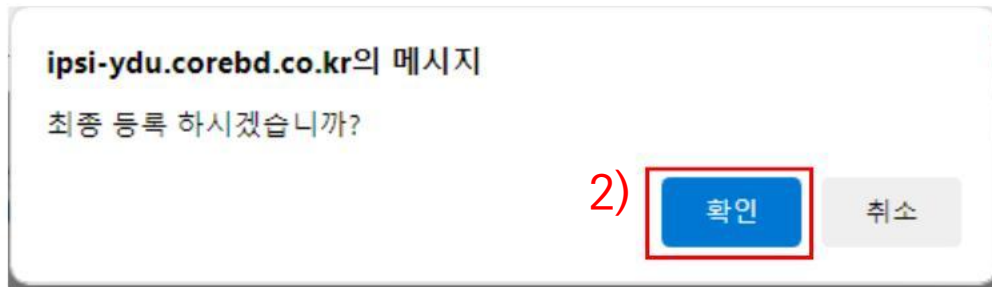 ipsi-ydu.corebd.co.kr의 메시지
최종 등록 하시겠습니까?
2) 확인 취소